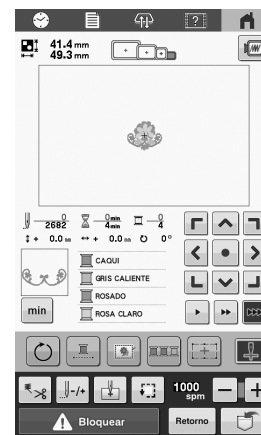 ?
41.4 mm
49.3 mm
0
2682
0 min
4 min
0
4
+ 0.0 mm + 0.0 mm 0°
CAQUI
GRIS CALIENTE
ROSADO
ROSA CLARO
min
-/+
1000
spm
- +
Bloquear
Retorno